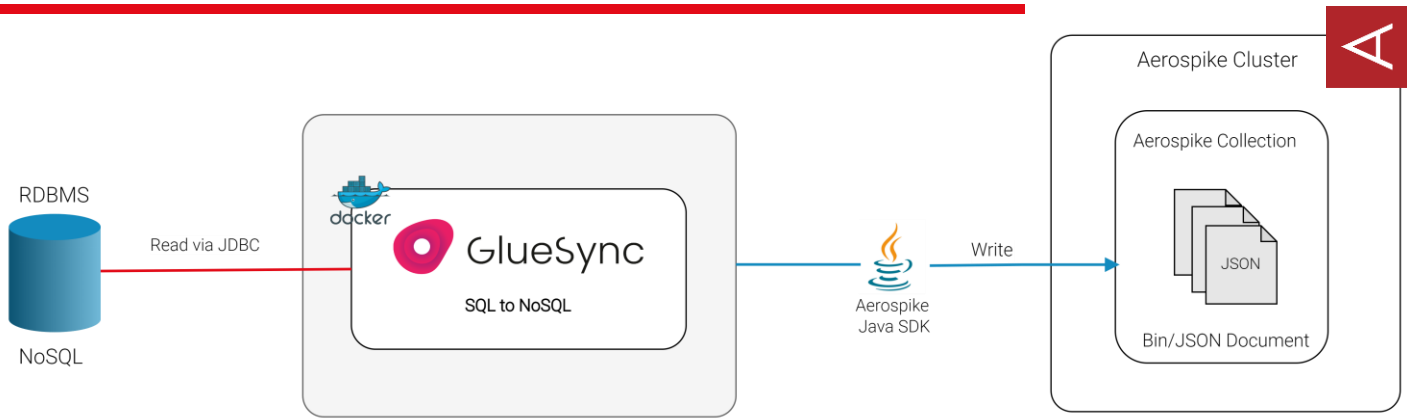 RDBMS
NoSQL
Read via JDBC
docker
GlueSync
SQL to NoSQL
Aerospike
Java SDK
Write
Aerospike Cluster
Aerospike Collection
JSON
Bin/JSON Document